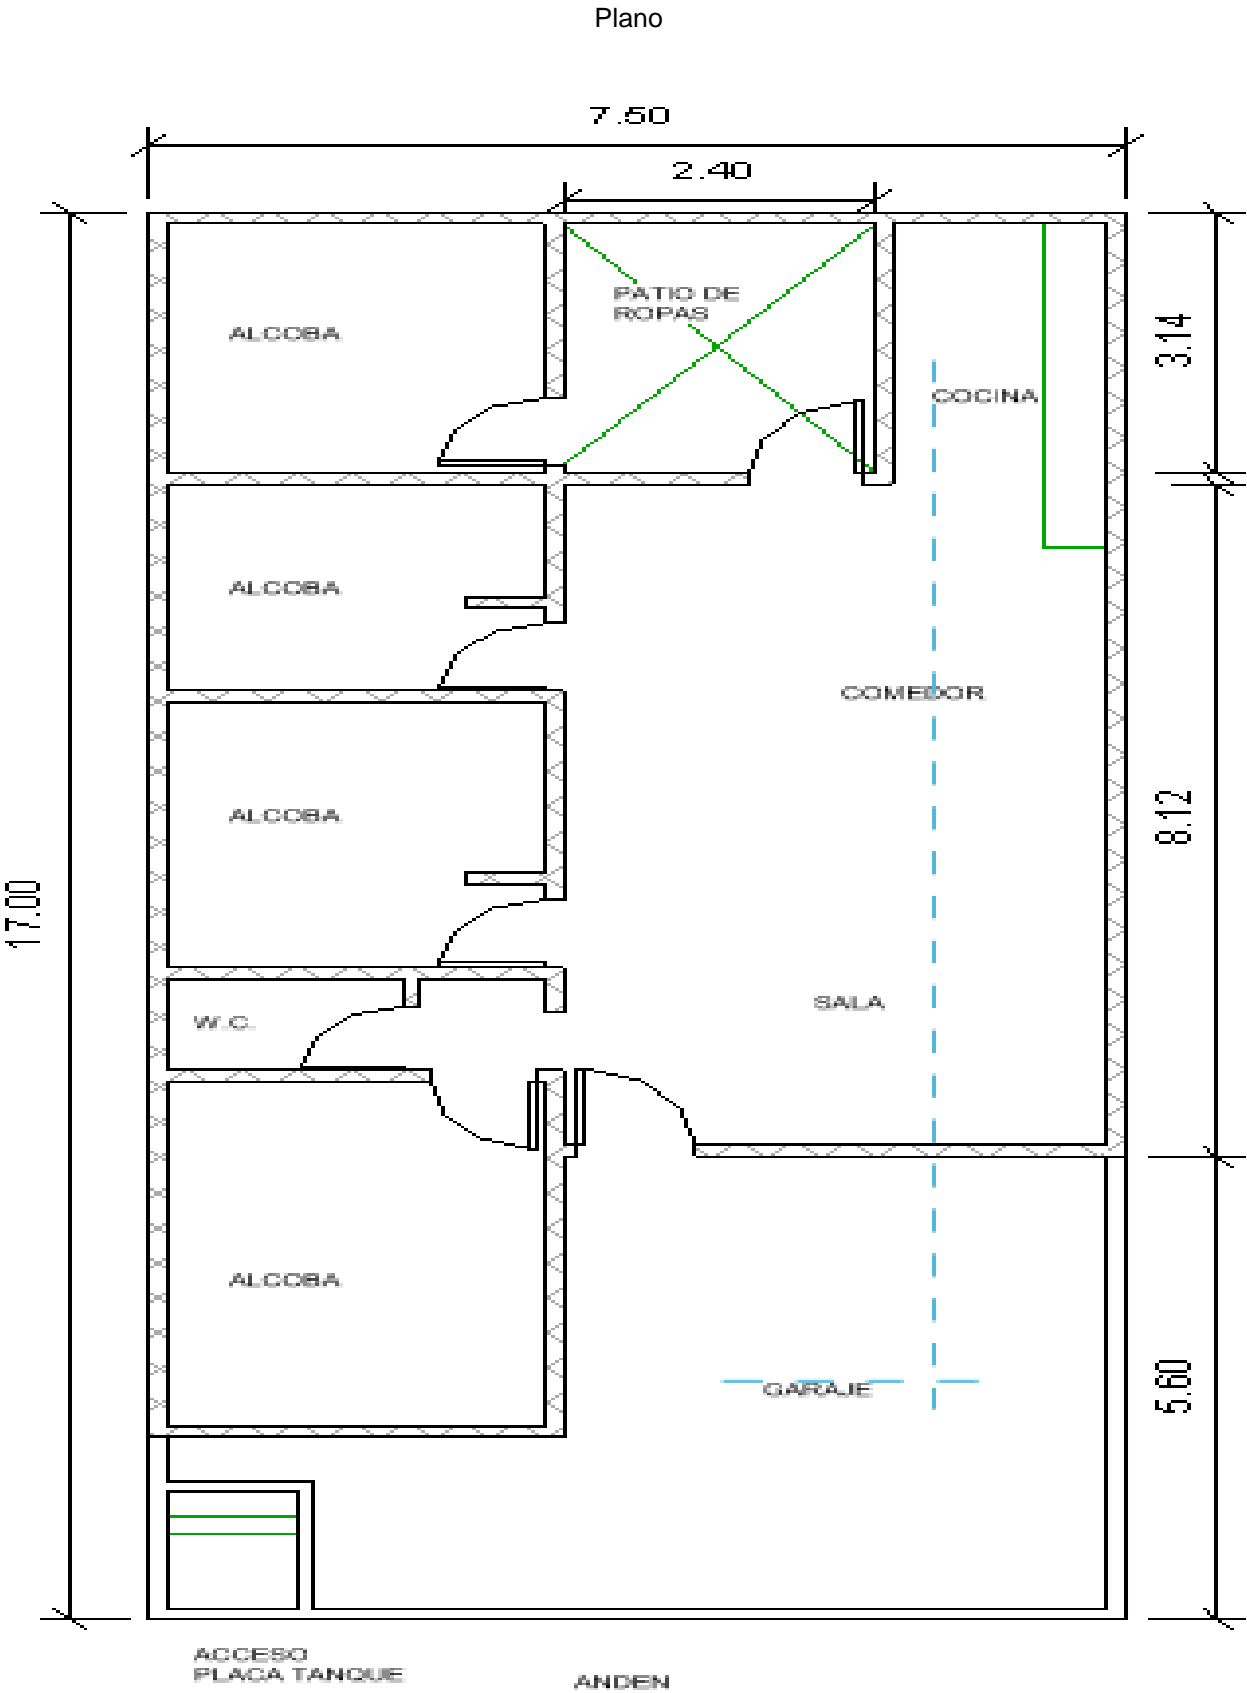 Plano
7.50
2.40
PATIO DE
ROPAS
ALCOBA
3.14
COCINA
ALCOBA
COMEDOR
ALCOBA
8.12
17.00
SALA
W.C.
ALCOBA
GARAJE
5.60
ACCESO
PLACA TANQUE
ANDEN